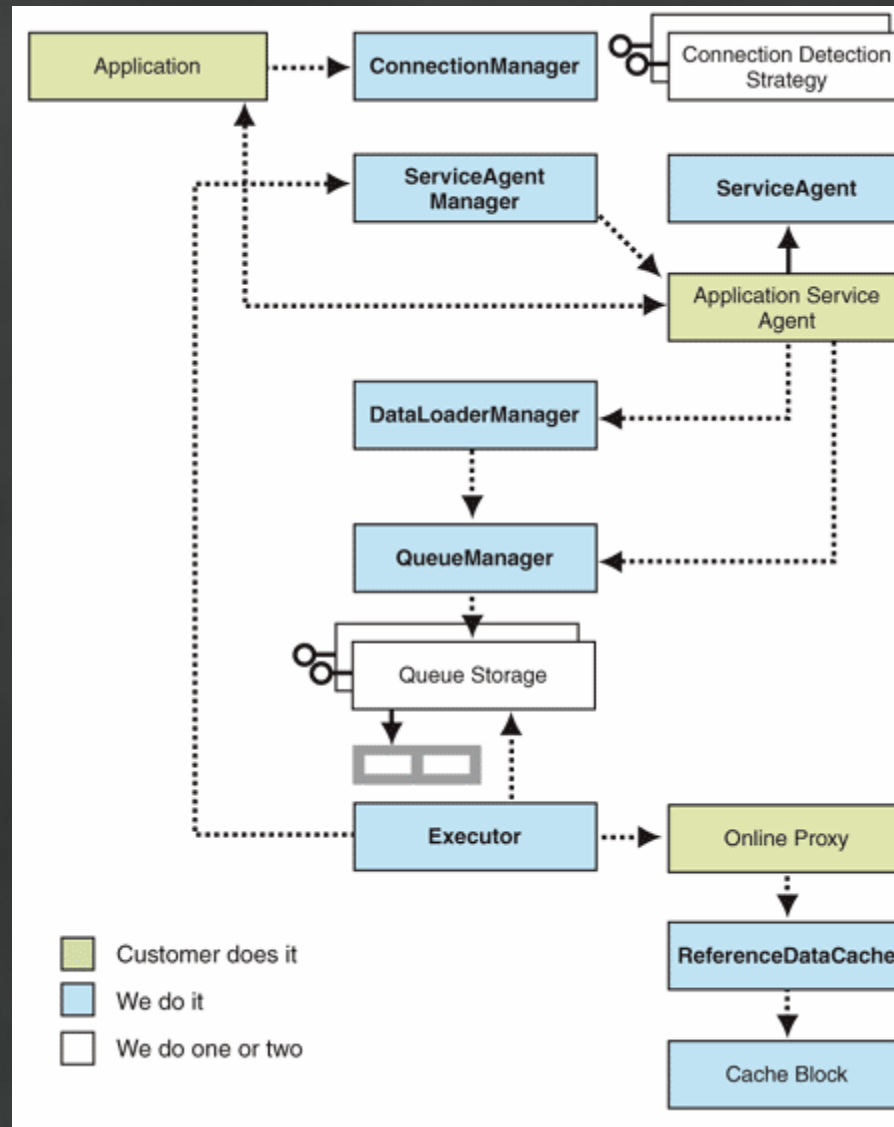 Application
ConnectionManager
Connection Detection
Strategy
ServiceAgent
Manager
ServiceAgent
Application Service
Agent
DataLoaderManager
QueueManager
Queue Storage
Executor
Online Proxy
ReferenceDataCache
Cache Block
Customer does it
We do it
We do one or two